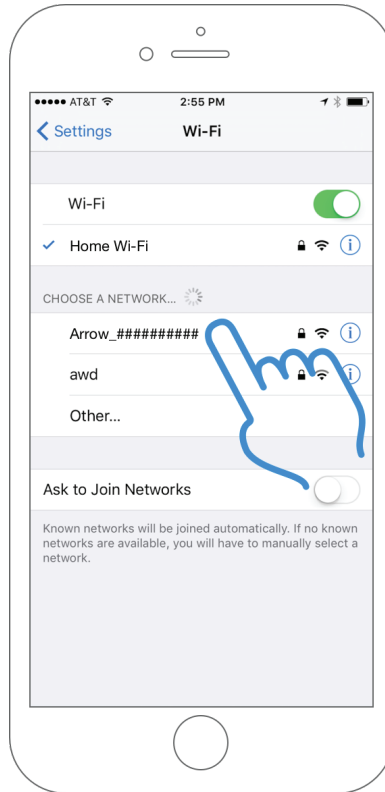 AT&T 2:55 PM
Settings Wi-Fi
Wi-Fi
Home Wi-Fi
CHOOSE A NETWORK...
Arrow_##########
awd
Other...
Ask to Join Networks
Known networks will be joined automatically. If no known
networks are available, you will have to manually select a
network.